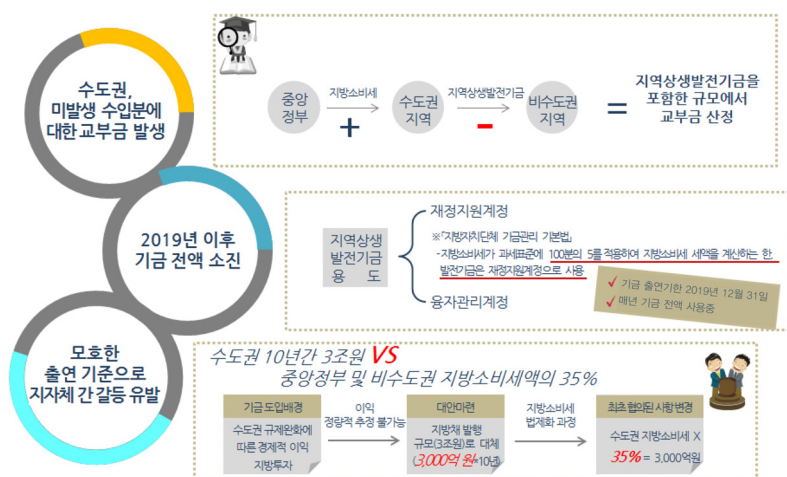 수도권,
미발생 수입분에
대한 교부금 발생
중앙
정부
지방소비세
+
수도권
지역
지역상생발전기금
-
비수도권
지역
=
지역상생발전기금을
포함한 규모에서
교부금 산정
2019년 이후
기금 전액 소진
지역상생
발전기금
용 도
재정지원계정
※「지방자치단체 기금관리 기본법」
-지방소비세가 과세표준에 100분의 5를 적용하여 지방소비세 세액을 계산하는 한,
발전기금은 재정지원계정으로 사용
융자관리계정
✓ 기금 출연기한 2019년 12월 31일
✓ 매년 기금 전액 사용중
모호한
출연 기준으로
지자체 간 갈등 유발
수도권 10년간 3조원 VS
중앙정부 및 비수도권 지방소비세액의 35%
기금 도입배경
수도권 규제완화에
따른 경제적 이익
지방투자
이익
정량적 추정 불가능
대안마련
지방채 발행
규모(3조원)로 대체
(3,000억 원*10년)
지방소비세
법제화 과정
최초 협의된 사항 변경
수도권 지방소비세 X
35% = 3,000억원